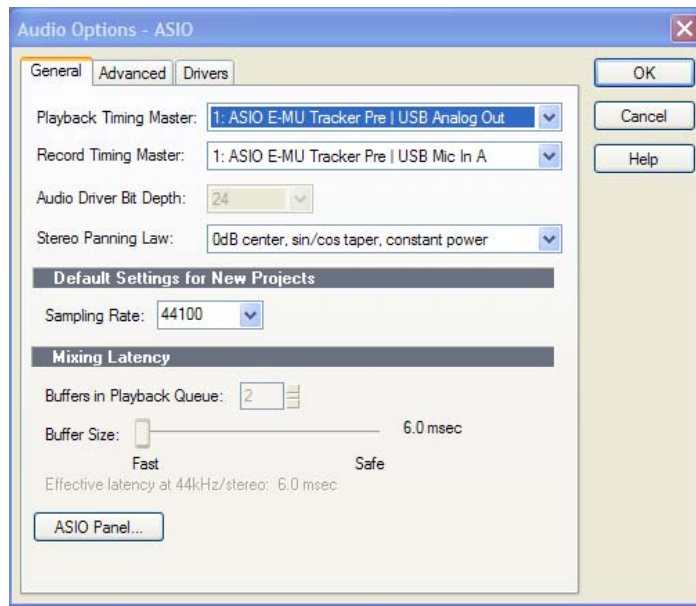 Audio Options - ASIO
General Advanced Drivers
OK
Cancel
Help
Playback Timing Master: 1: ASIO E-MU Tracker Pre | USB Analog Out
Record Timing Master: 1: ASIO E-MU Tracker Pre | USB Mic In A
Audio Driver Bit Depth: 24
Stereo Panning Law: 0dB center, sin/cos taper, constant power
Default Settings for New Projects
Sampling Rate: 44100
Mixing Latency
Buffers in Playback Queue: 2
Buffer Size: 6.0 msec
Fast Safe
Effective latency at 44kHz/stereo: 6.0 msec
ASIO Panel...